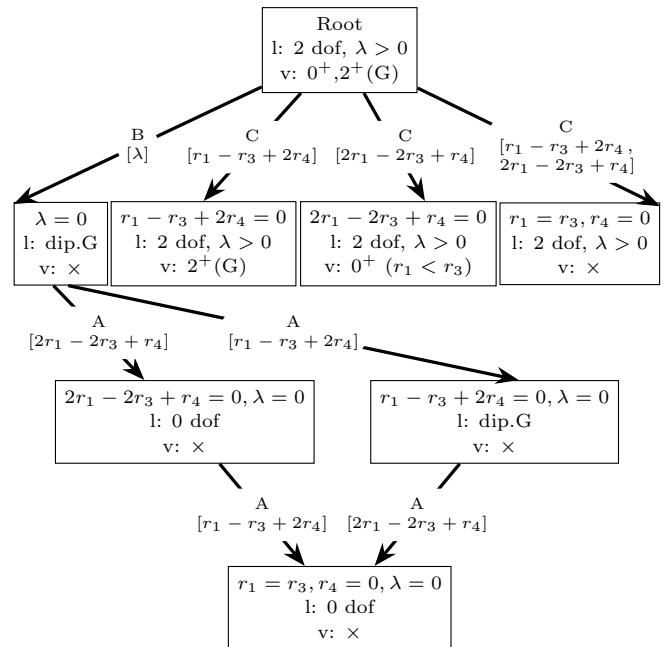 Root
l: 2 dof, λ > 0
v: 0⁺,2⁺(G)
B
[λ]
C
[r₁ − r₃ + 2r₄]
C
[2r₁ − 2r₃ + r₄]
C
[r₁ − r₃ + 2r₄,
2r₁ − 2r₃ + r₄]
λ = 0
l: dip.G
v: ×
r₁ − r₃ + 2r₄ = 0
l: 2 dof, λ > 0
v: 2⁺(G)
2r₁ − 2r₃ + r₄ = 0
l: 2 dof, λ > 0
v: 0⁺ (r₁ < r₃)
r₁ = r₃, r₄ = 0
l: 2 dof, λ > 0
v: ×
A
[2r₁ − 2r₃ + r₄]
A
[r₁ − r₃ + 2r₄]
2r₁ − 2r₃ + r₄ = 0, λ = 0
l: 0 dof
v: ×
r₁ − r₃ + 2r₄ = 0, λ = 0
l: dip.G
v: ×
A
[r₁ − r₃ + 2r₄]
A
[2r₁ − 2r₃ + r₄]
r₁ = r₃, r₄ = 0, λ = 0
l: 0 dof
v: ×